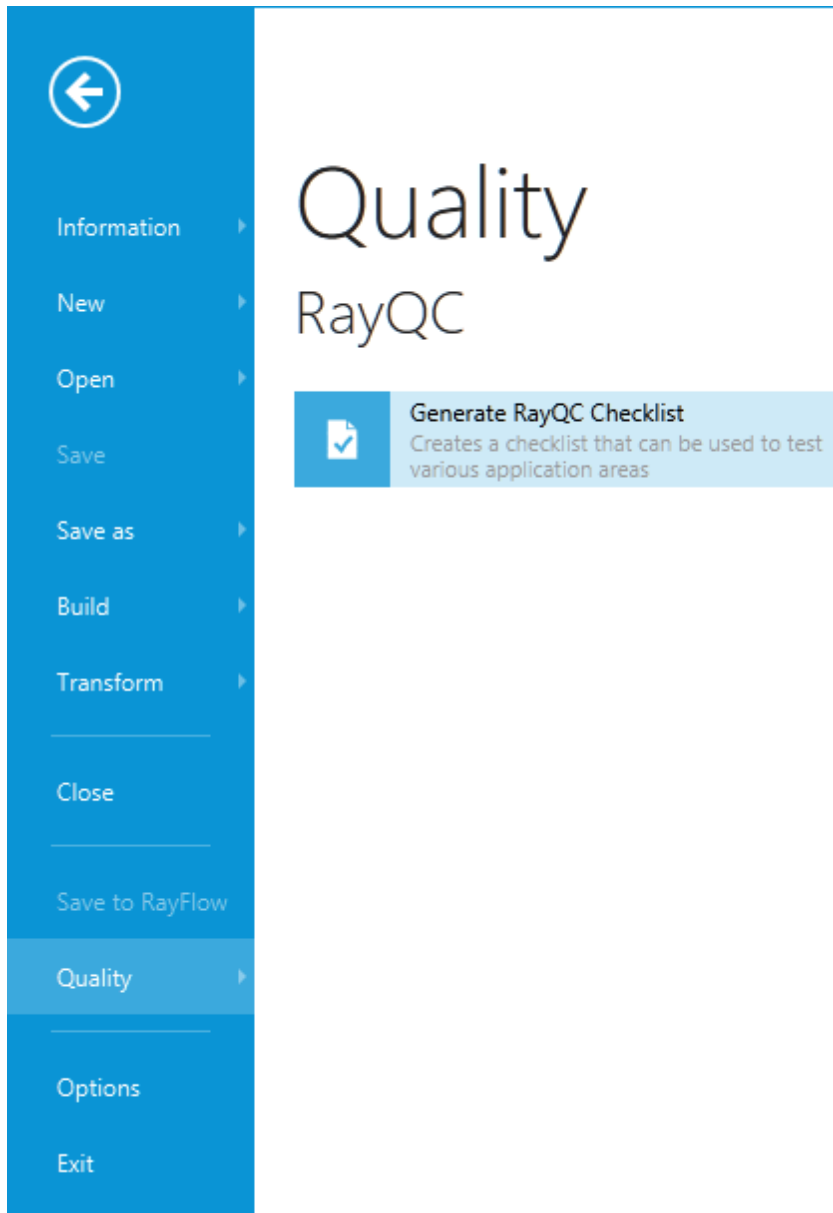 Information
New
Open
Save
Save as
Build
Transform
Close
Save to RayFlow
Quality
Options
Exit
Quality
RayQC
Generate RayQC Checklist
Creates a checklist that can be used to test
various application areas